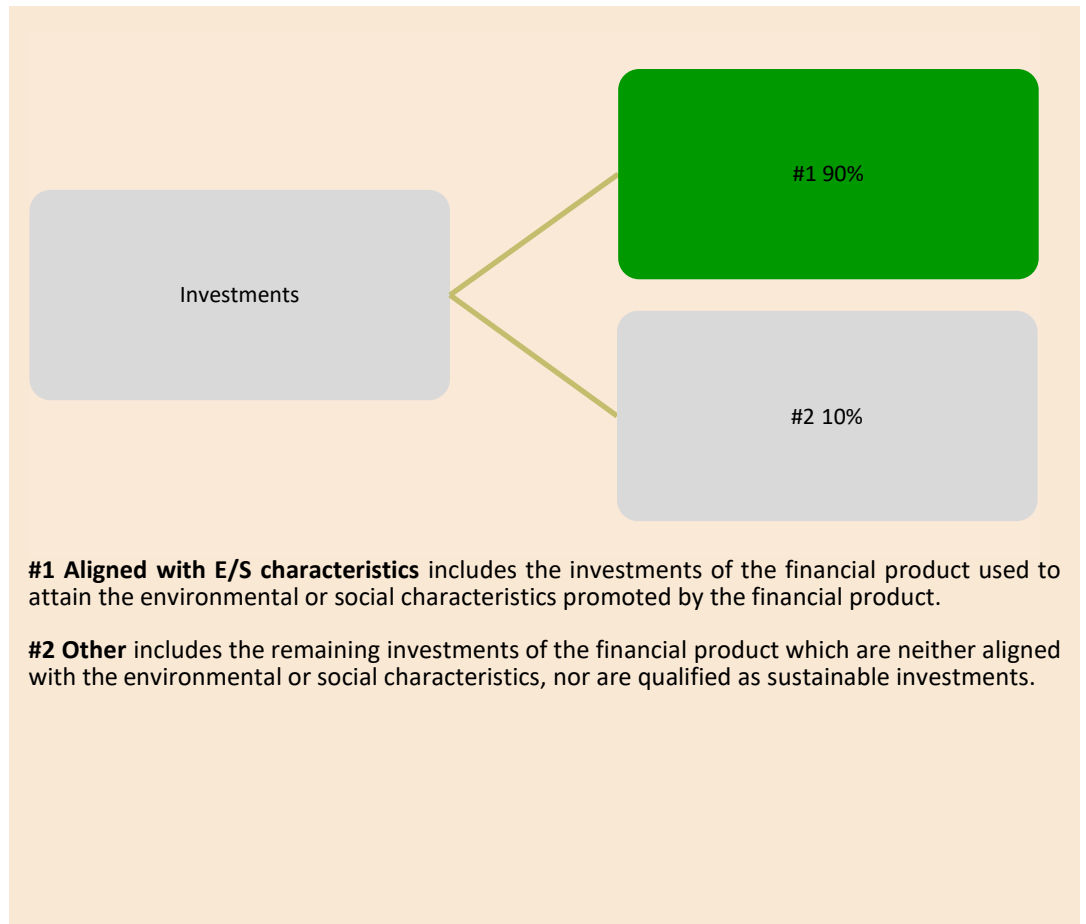 #1 90%
Investments
#2 10%
#1 Aligned with E/S characteristics includes the investments of the financial product used to
attain the environmental or social characteristics promoted by the financial product.
#2 Other includes the remaining investments of the financial product which are neither aligned
with the environmental or social characteristics, nor are qualified as sustainable investments.